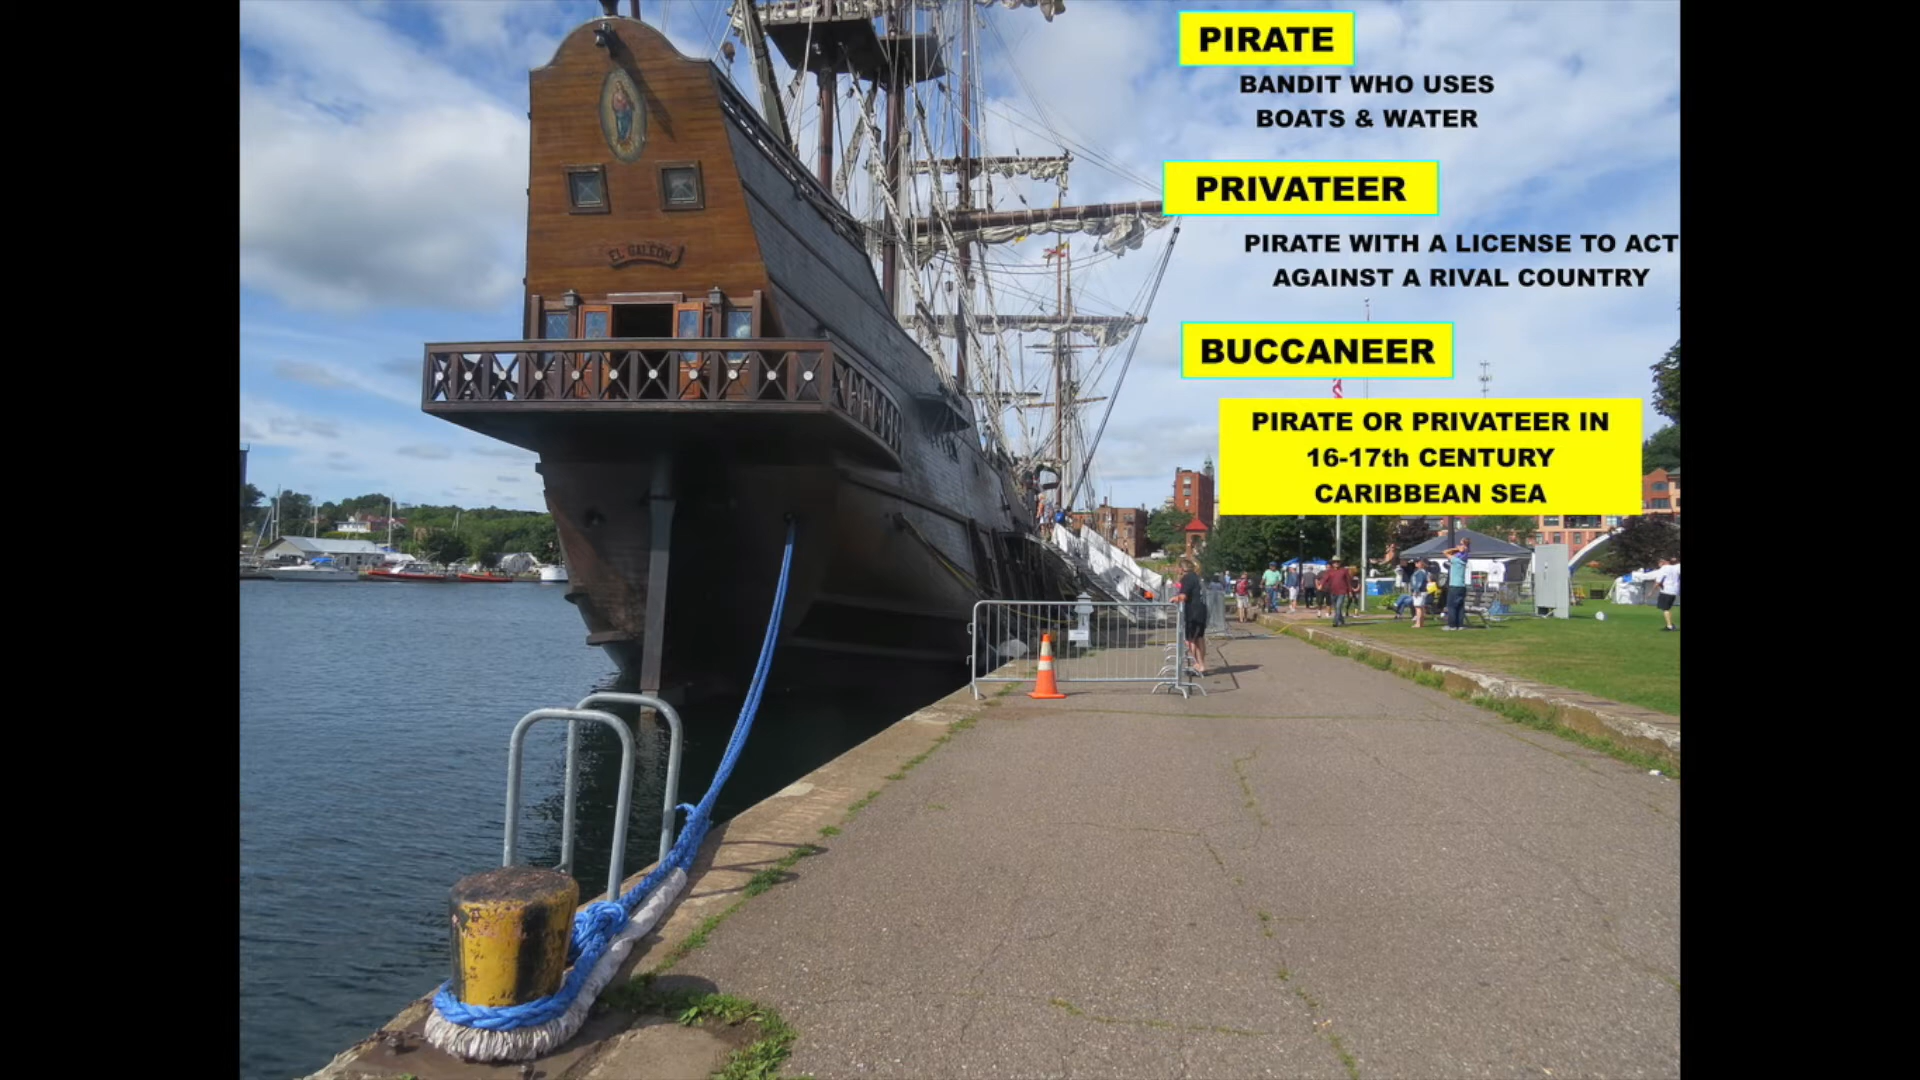 PIRATE
BANDIT WHO USES
BOATS & WATER
PRIVATEER
PIRATE WITH A LICENSE TO ACT
AGAINST A RIVAL COUNTRY
BUCCANEER
PIRATE OR PRIVATEER IN
16-17th CENTURY
CARIBBEAN SEA
EL GALEÓN